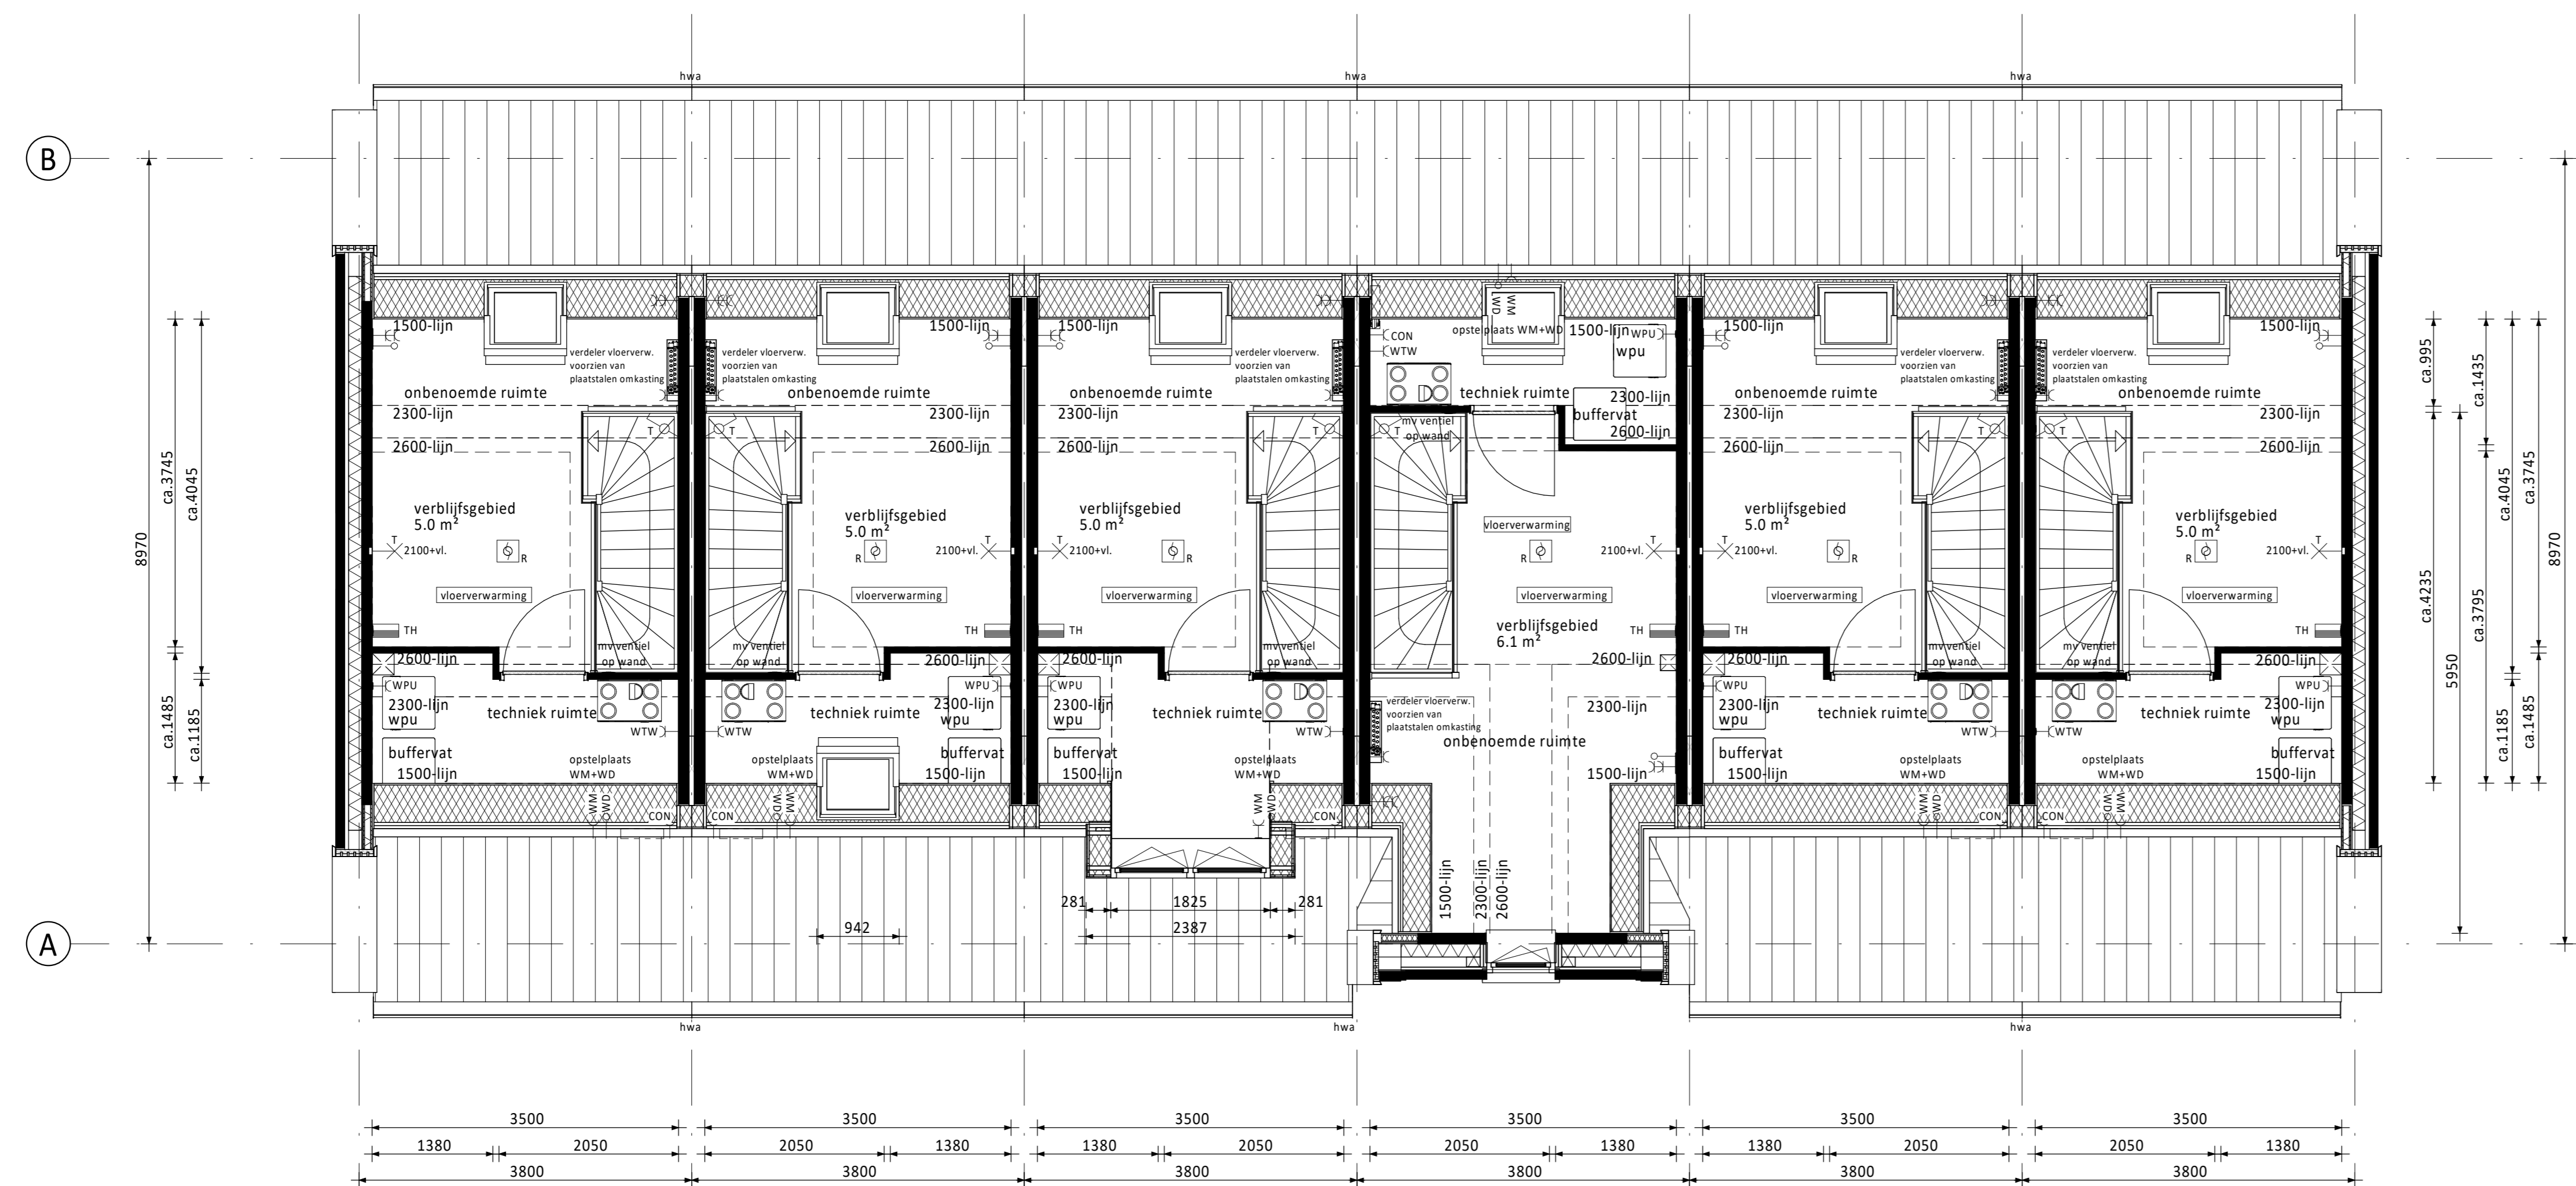 hwa
hwa
hwa
B
8970
ca.3745
ca.4045
ca.1485
ca.1185
A
1500-lijn
verdeler vloerverw.
voorzien van
plaatstalen omkasting
onbenoemde ruimte
2300-lijn
T
2600-lijn
verblijfsgebied
5.0 m²
T
2100+vl.
R
vloerverwarming
TH
mv ventiel
op wand
2600-lijn
WPU
2300-lijn
wpu
techniek ruimte
WTW
buffervat
opstelplaats
WM+WD
1500-lijn
WM
WD
CON
1500-lijn
verdeler vloerverw.
voorzien van
plaatstalen omkasting
onbenoemde ruimte
2300-lijn
T
2600-lijn
verblijfsgebied
5.0 m²
T
2100+vl.
R
vloerverwarming
TH
mv ventiel
op wand
2600-lijn
WPU
2300-lijn
wpu
techniek ruimte
WTW
buffervat
opstelplaats
WM+WD
1500-lijn
WD
WM
CON
942
1500-lijn
verdeler vloerverw.
voorzien van
plaatstalen omkasting
onbenoemde ruimte
2300-lijn
T
2600-lijn
verblijfsgebied
5.0 m²
T
2100+vl.
R
vloerverwarming
TH
mv ventiel
op wand
2600-lijn
WPU
2300-lijn
wpu
techniek ruimte
WTW
buffervat
opstelplaats
WM+WD
1500-lijn
WM
WD
CON
281
1825
281
2387
WD
WM
opstelplaats WM+WD
1500-lijn
WPU
CON
WTW
wpu
techniek ruimte
2300-lijn
buffervat
mv ventiel
op wand
T
2600-lijn
vloerverwarming
T
2100+vl.
R
vloerverwarming
verblijfsgebied
6.1 m²
TH
2600-lijn
verdeler vloerverw.
voorzien van
plaatstalen omkasting
2300-lijn
onbenoemde ruimte
1500-lijn
1500-lijn
2300-lijn
2600-lijn
1500-lijn
verdeler vloerverw.
voorzien van
plaatstalen omkasting
onbenoemde ruimte
2300-lijn
T
2600-lijn
verblijfsgebied
5.0 m²
T
2100+vl.
R
vloerverwarming
TH
mv ventiel
op wand
2600-lijn
WPU
2300-lijn
wpu
techniek ruimte
WTW
buffervat
opstelplaats
WM+WD
1500-lijn
WM
WD
CON
1500-lijn
verdeler vloerverw.
voorzien van
plaatstalen omkasting
onbenoemde ruimte
2300-lijn
T
2600-lijn
verblijfsgebied
5.0 m²
T
2100+vl.
R
vloerverwarming
TH
mv ventiel
op wand
2600-lijn
WPU
2300-lijn
wpu
techniek ruimte
WTW
buffervat
opstelplaats
WM+WD
1500-lijn
WD
WM
CON
ca.995
ca.4235
5950
ca.1435
ca.3795
ca.4045
ca.1185
ca.3745
ca.1485
8970
hwa
hwa
hwa
3500
3500
3500
3500
3500
3500
1380
2050
2050
1380
1380
2050
2050
1380
1380
2050
2050
1380
3800
3800
3800
3800
3800
3800